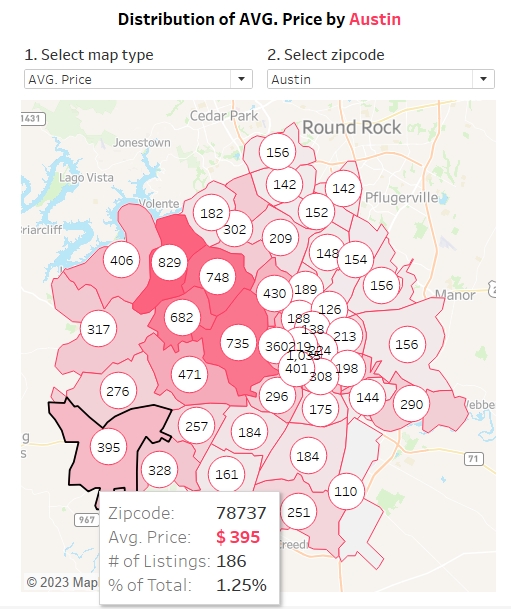 Distribution of AVG. Price by Austin
1. Select map type
2. Select zipcode
AVG. Price
Austin
1431
Cedar Park
Round Rock
156
Jonestown
Lago Vista
142
142
Pflugerville
Volente
182
152
Briarcliff
302
209
148
154
406
829
748
156
430
189
Manor
126
188
317
682
138
213
735
360
219
156
1,035
401
198
471
308
276
296
144
290
Webbe
175
257
184
395
184
328
161
71
110
967
251
Creed
Zipcode: 78737
Avg. Price: $ 395
# of Listings: 186
% of Total: 1.25%
© 2023 Map